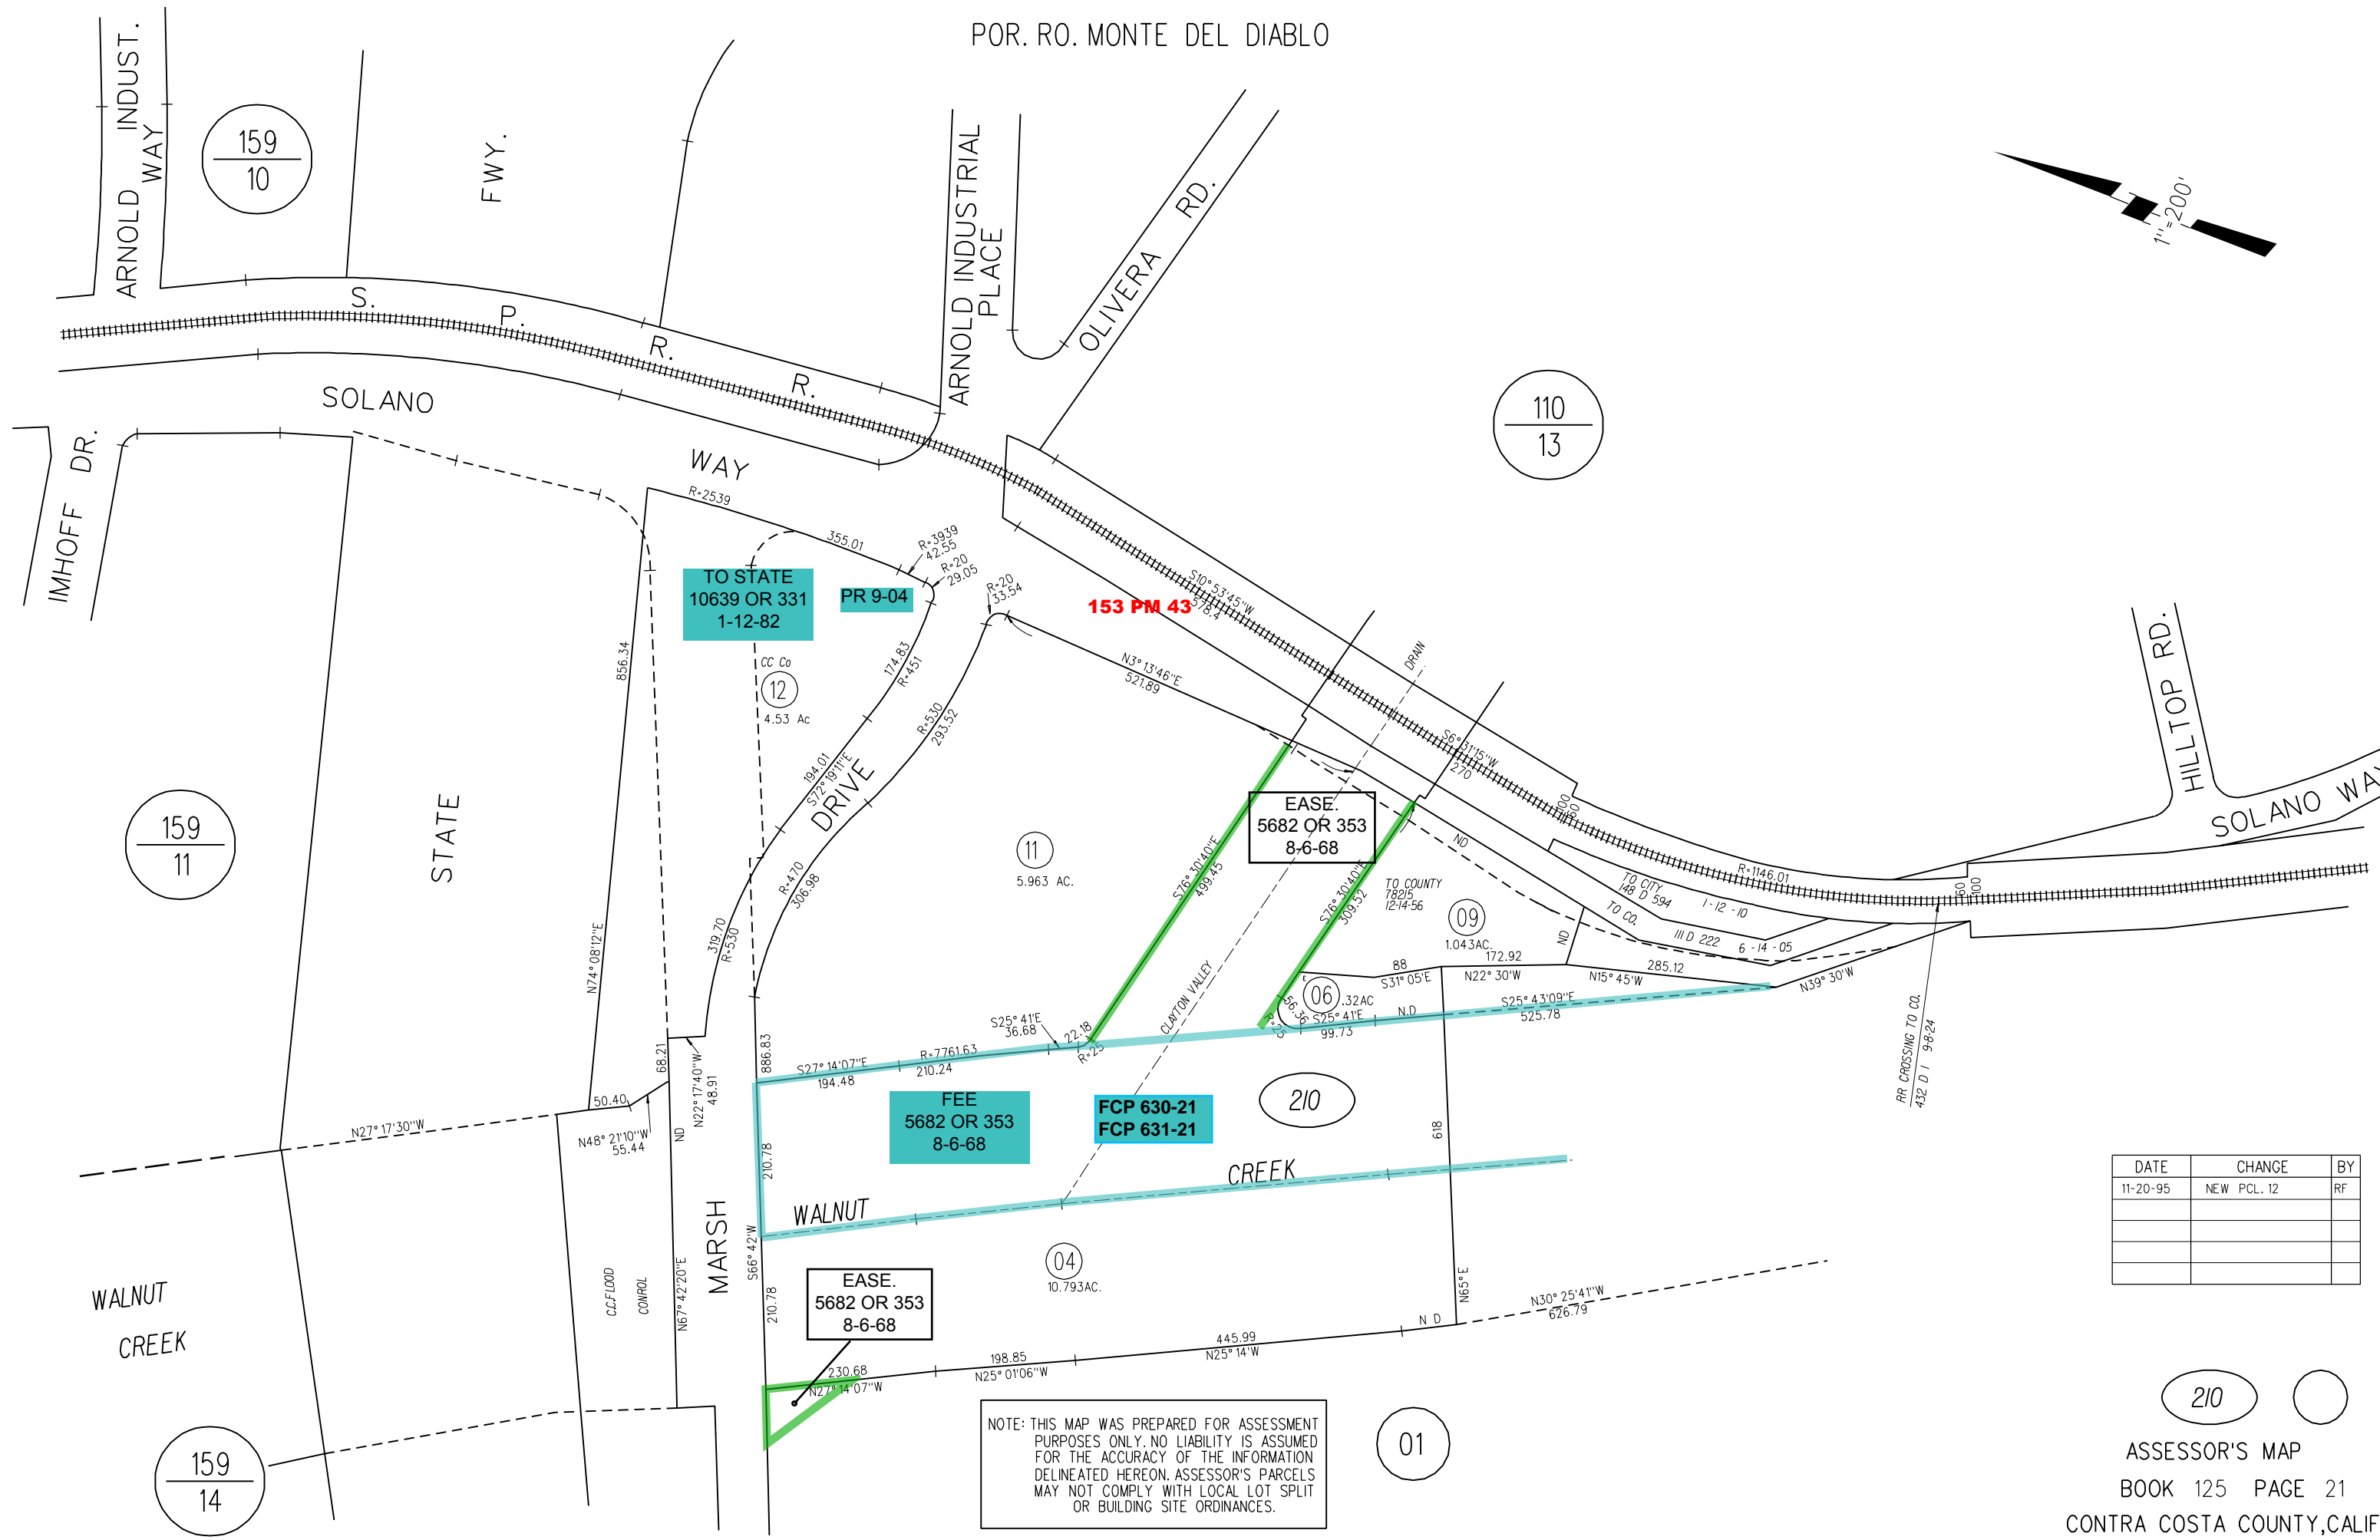 POR. RO. MONTE DEL DIABLO
ARNOLD INDUST.
WAY
159
10
FWY.
ARNOLD INDUSTRIAL
PLACE
OLIVERA RD.
1"=200'
S. P. R. R.
SOLANO
WAY
IMHOFF DR.
110
13
R=2539
355.01
R=3939
42.55
R=20
29.05
R=20
33.54
TO STATE
10639 OR 331
1-12-82
PR 9-04
153 PM 43
S10° 53'45"W
578.4
DRAIN
N3° 13'46"E
521.89
HILLTOP RD.
SOLANO WAY
856.34
CC Co
12
4.53 Ac
174.83
R=451
R=530
293.52
194.01
S72° 19'11"E
DRIVE
S6° 31'15"W
270
100
60
159
11
STATE
11
5.963 AC.
EASE.
5682 OR 353
8-6-68
S76° 30'40"E
499.45
S76° 30'40"E
309.52
TO COUNTY
78215
12-14-56
ND
TO CITY
148 D 594
1-12-10
R=1146.01
60
100
TO CO.
III D 222
6-14-05
R=470
306.98
319.70
R=530
09
1.043AC.
ND
172.92
N22° 30'W
88
S31° 05'E
285.12
N15° 45'W
N39° 30'W
N74° 08'12"E
06
.32AC
56.36
R=25
S25° 41'E
99.73
N.D
S25° 43'09"E
525.78
CLAYTON VALLEY
S25° 41'E
36.68
22.18
R=25
RR CROSSING TO CO.
432 D 1 9-8-24
68.21
886.83
N22° 17'40"W
48.91
S27° 14'07"E
194.48
R=7761.63
210.24
50.40
N27° 17'30"W
N48° 21'10"W
55.44
ND
FEE
5682 OR 353
8-6-68
FCP 630-21
FCP 631-21
210
618
210.78
CREEK
WALNUT
DATE CHANGE BY
11-20-95 NEW PCL. 12 RF
MARSH
S66° 42'W
04
10.793AC.
N65° E
WALNUT
CREEK
C.C.FLOOD
CONROL
N67° 42'20"E
EASE.
5682 OR 353
8-6-68
210.78
N30° 25'41"W
626.79
N D
445.99
N25° 14'W
198.85
N25° 01'06"W
230.68
N27° 14'07"W
159
14
NOTE: THIS MAP WAS PREPARED FOR ASSESSMENT
PURPOSES ONLY. NO LIABILITY IS ASSUMED
FOR THE ACCURACY OF THE INFORMATION
DELINEATED HEREON. ASSESSOR'S PARCELS
MAY NOT COMPLY WITH LOCAL LOT SPLIT
OR BUILDING SITE ORDINANCES.
01
210
ASSESSOR'S MAP
BOOK 125 PAGE 21
CONTRA COSTA COUNTY, CALIF